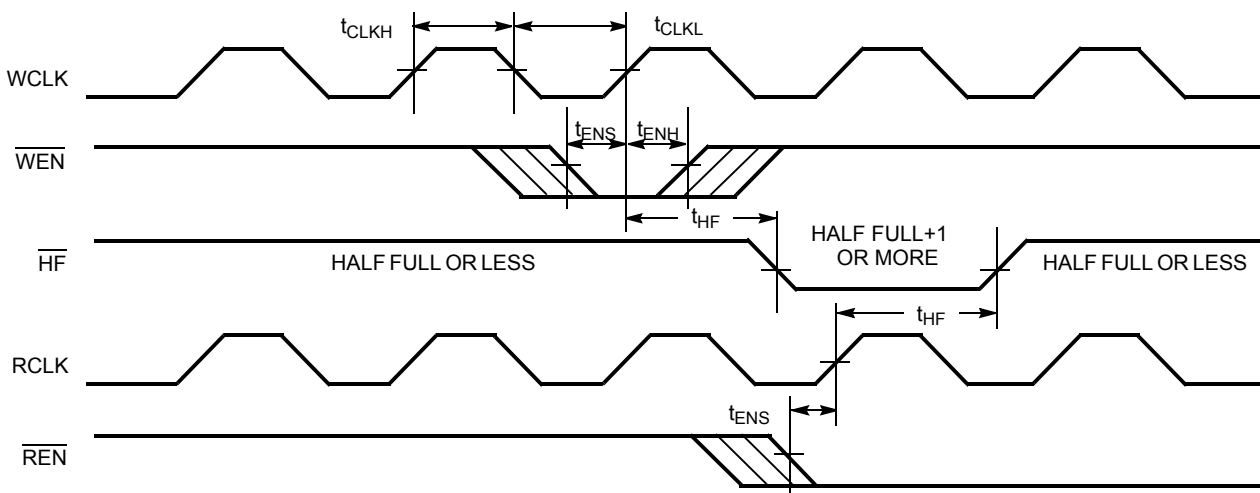 tCLKH
tCLKL
WCLK
tENS
tENH
WEN
tHF
HALF FULL+1
OR MORE
HF
HALF FULL OR LESS
HALF FULL OR LESS
tHF
RCLK
tENS
REN